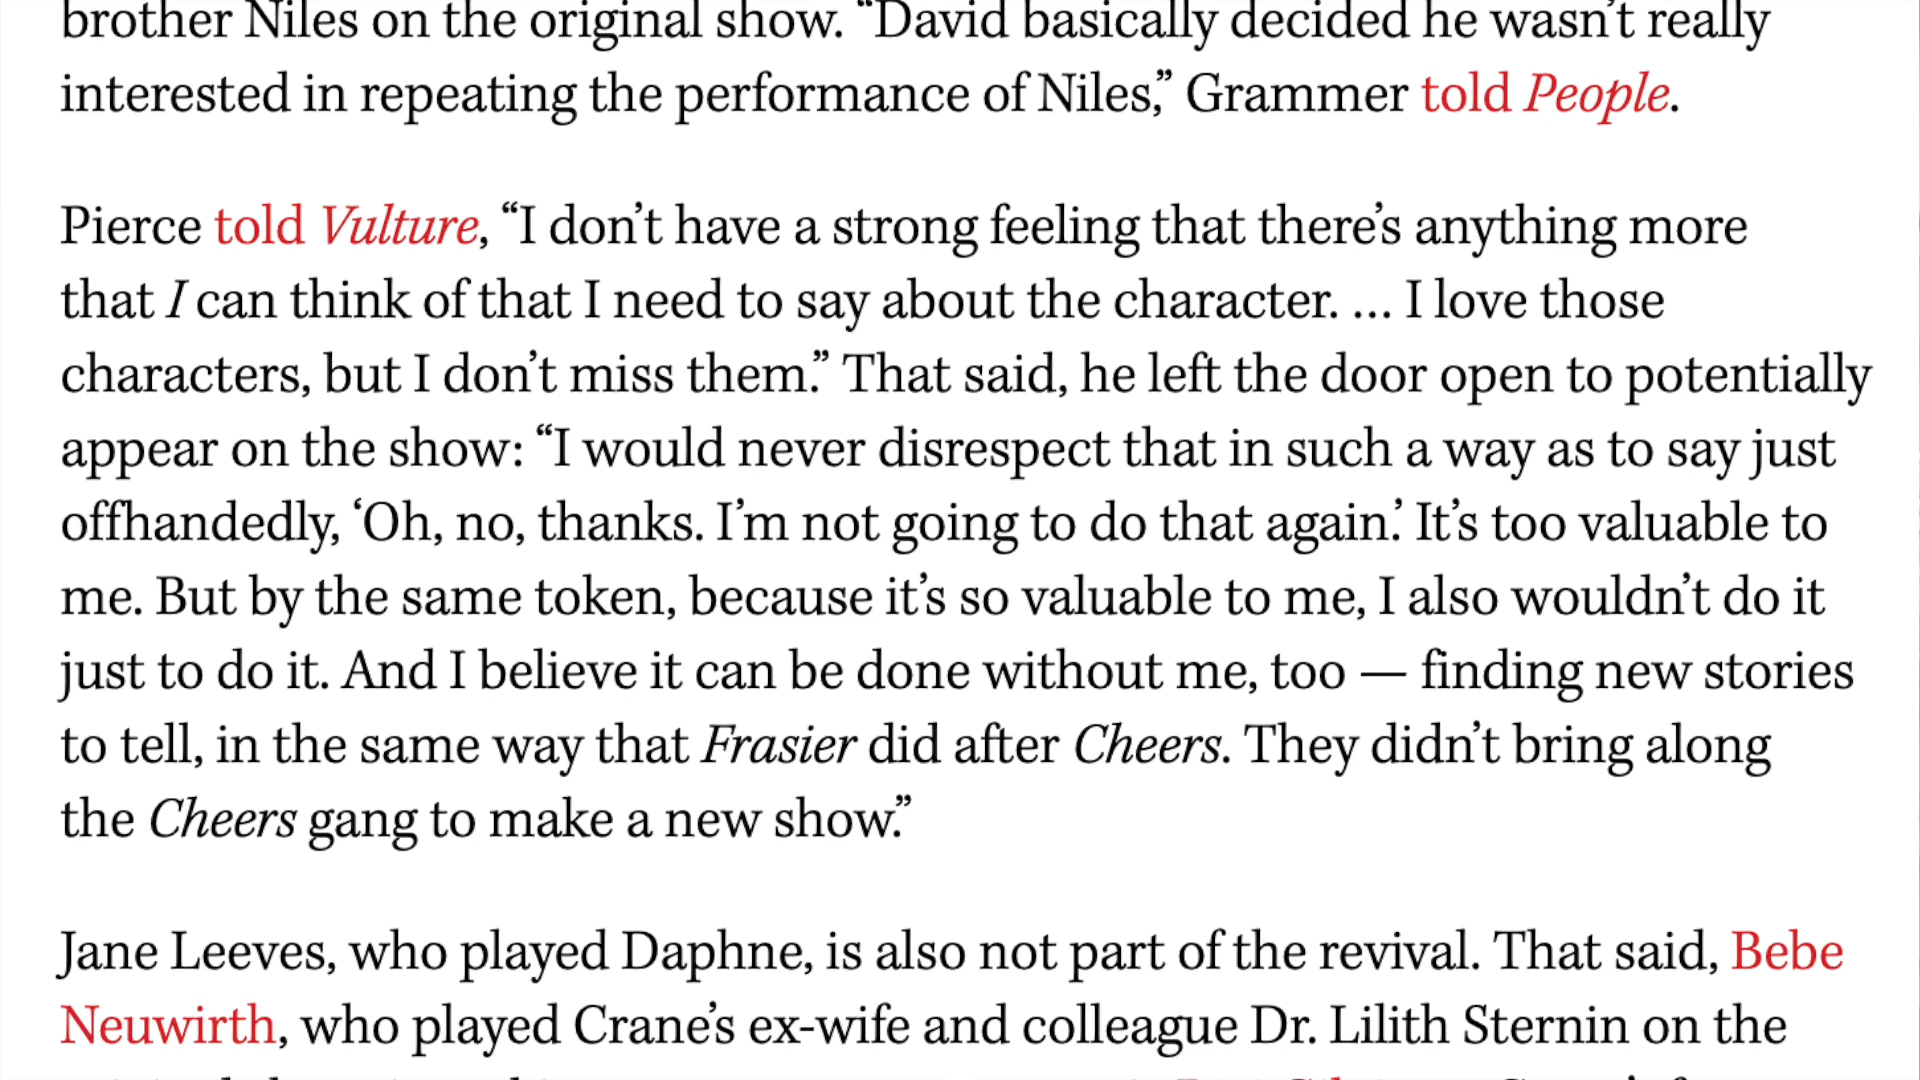 brother Niles on the original show. “David basically decided he wasn’t really
interested in repeating the performance of Niles,” Grammer told People.
Pierce told Vulture, “I don’t have a strong feeling that there’s anything more
that I can think of that I need to say about the character. … I love those
characters, but I don’t miss them.” That said, he left the door open to potentially
appear on the show: “I would never disrespect that in such a way as to say just
offhandedly, ‘Oh, no, thanks. I’m not going to do that again.’ It’s too valuable to
me. But by the same token, because it’s so valuable to me, I also wouldn’t do it
just to do it. And I believe it can be done without me, too — finding new stories
to tell, in the same way that Frasier did after Cheers. They didn’t bring along
the Cheers gang to make a new show.”
Jane Leeves, who played Daphne, is also not part of the revival. That said, Bebe
Neuwirth, who played Crane’s ex-wife and colleague Dr. Lilith Sternin on the